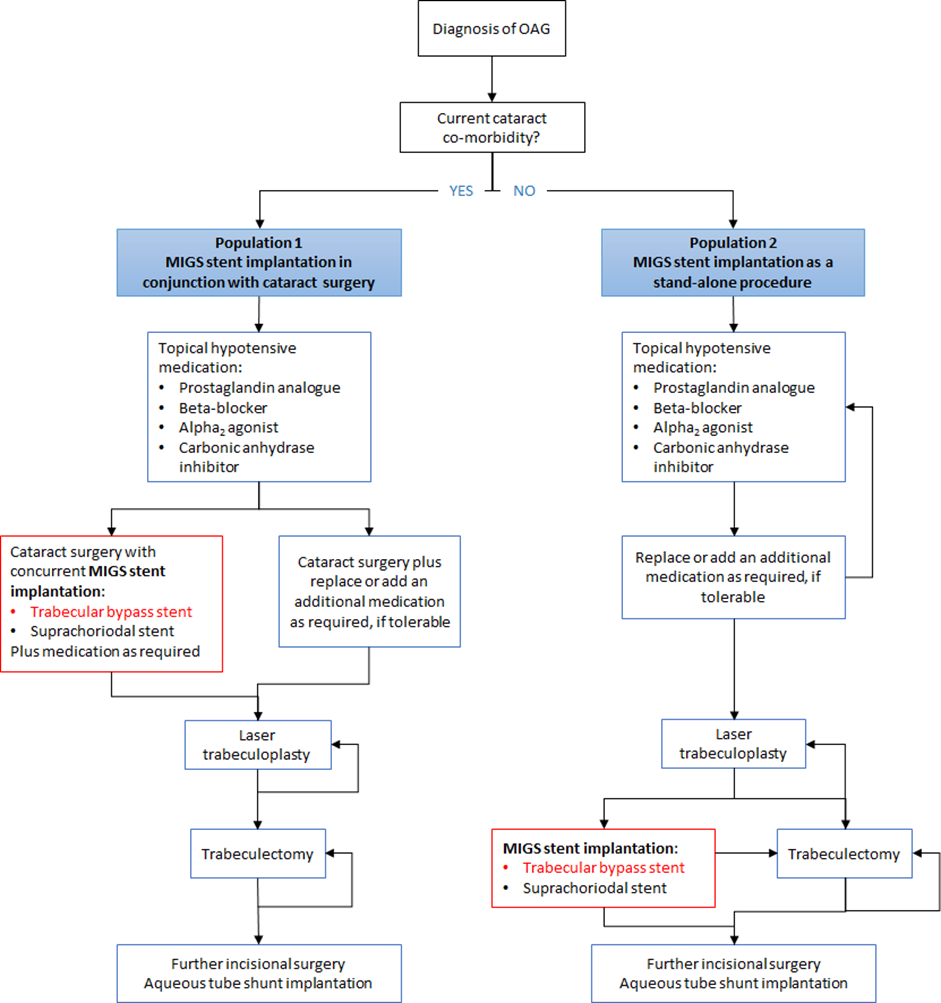 Diagnosis of OAG
Current cataract
co-morbidity?
YES
NO
Population 1
MIGS stent implantation in
conjunction with cataract surgery
Population 2
MIGS stent implantation as a
stand-alone procedure
Topical hypotensive
medication:
• Prostaglandin analogue
• Beta-blocker
• Alpha₂ agonist
• Carbonic anhydrase
inhibitor
Topical hypotensive
medication:
• Prostaglandin analogue
• Beta-blocker
• Alpha₂ agonist
• Carbonic anhydrase
inhibitor
Cataract surgery with
concurrent MIGS stent
implantation:
• Trabecular bypass stent
• Suprachoriodal stent
Plus medication as required
Cataract surgery plus
replace or add an
additional medication
as required, if tolerable
Replace or add an additional
medication as required, if
tolerable
Laser
trabeculoplasty
Laser
trabeculoplasty
Trabeculectomy
MIGS stent implantation:
• Trabecular bypass stent
• Suprachoriodal stent
Trabeculectomy
Further incisional surgery
Aqueous tube shunt implantation
Further incisional surgery
Aqueous tube shunt implantation